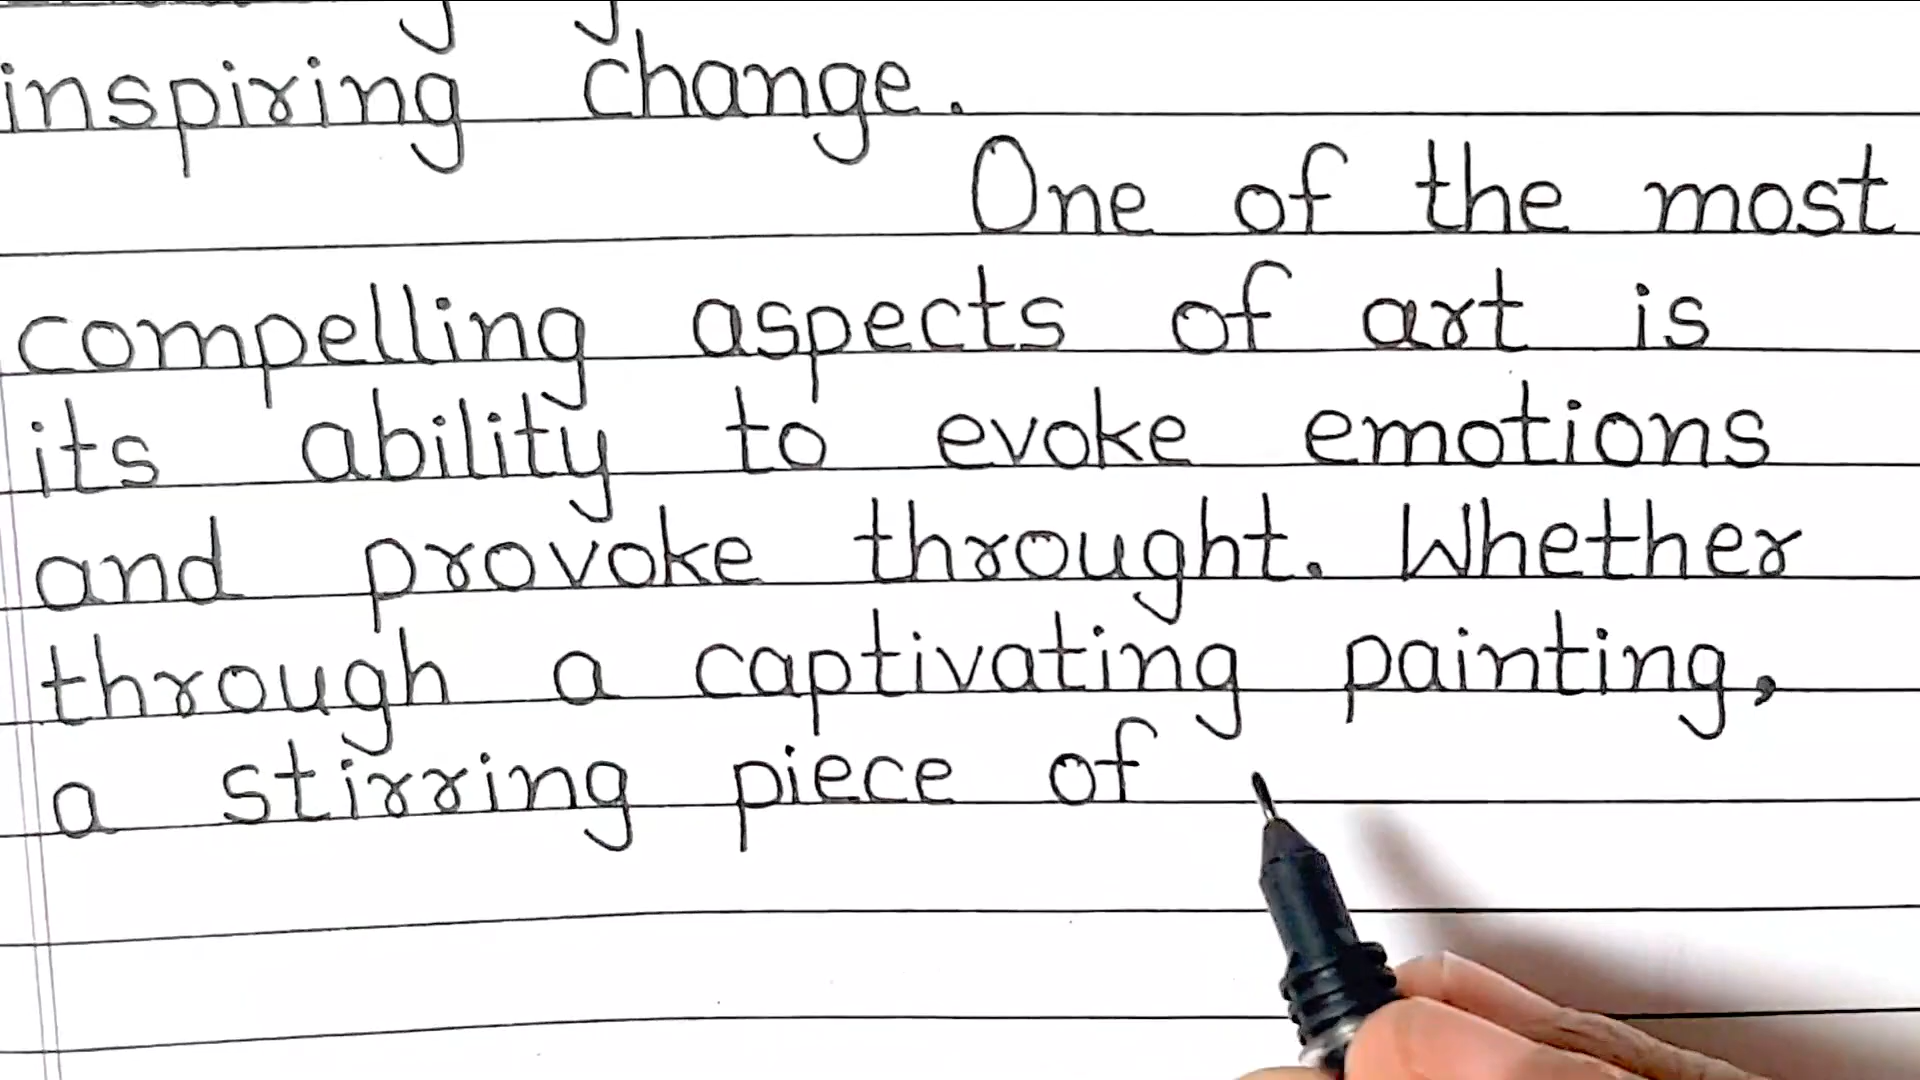 inspiring change.
One of the most
compelling aspects of art is
its ability to evoke emotions
and provoke throught. Whether
through a captivating painting,
a stirring piece of